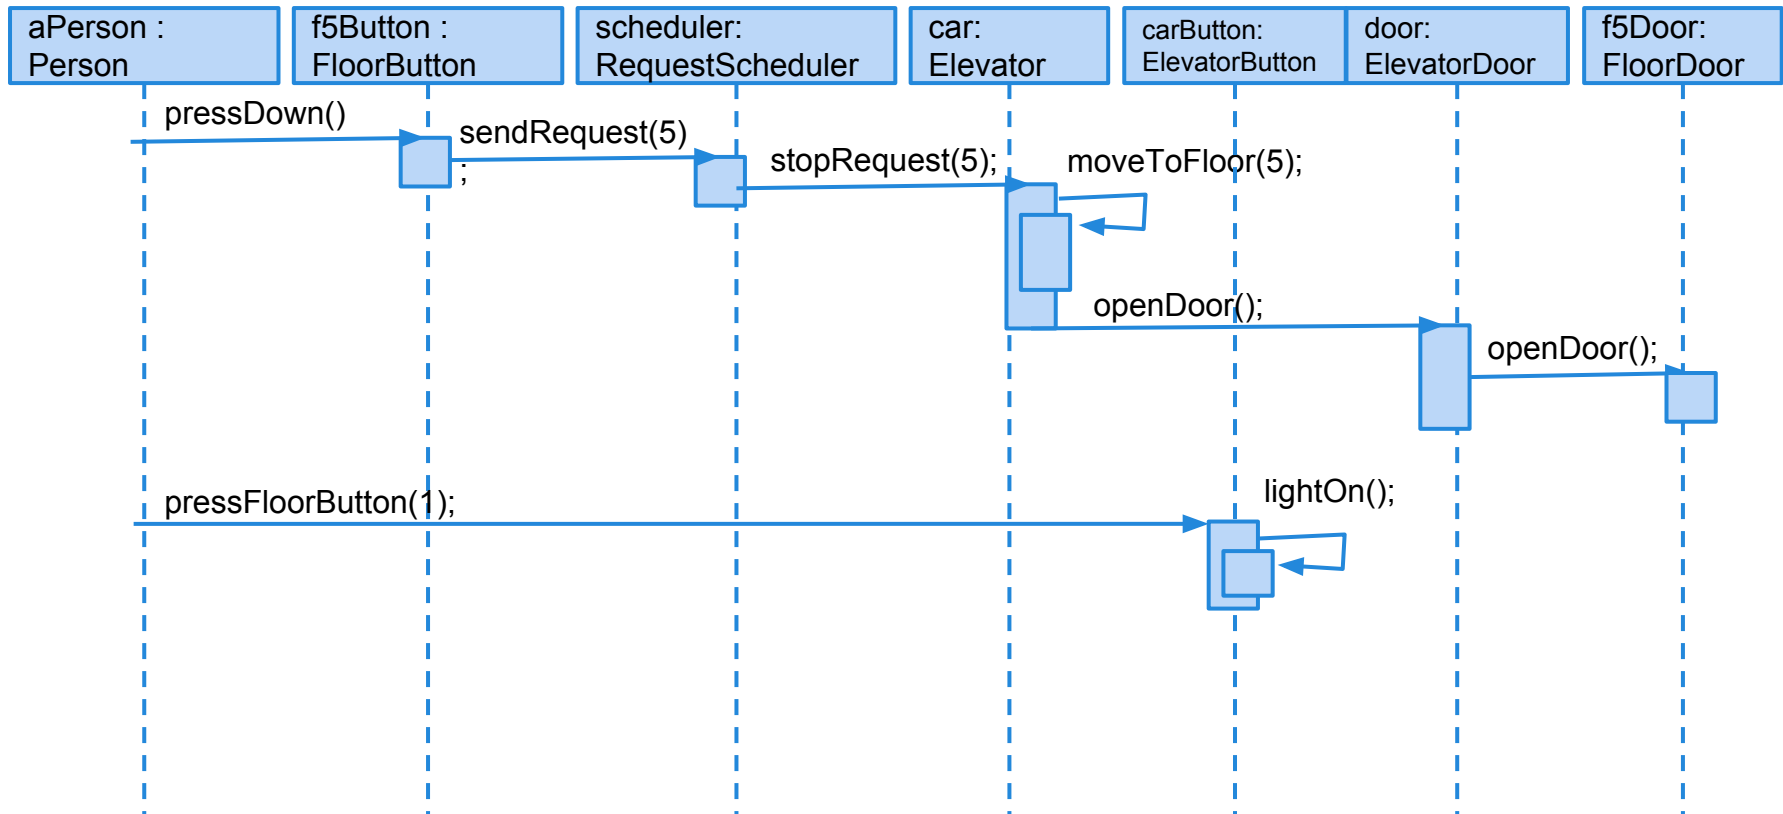 aPerson :
Person
f5Button :
FloorButton
scheduler:
RequestScheduler
car:
Elevator
carButton:
ElevatorButton
door:
ElevatorDoor
f5Door:
FloorDoor
pressDown()
sendRequest(5)
;
stopRequest(5);
moveToFloor(5);
openDoor();
openDoor();
pressFloorButton(1);
lightOn();